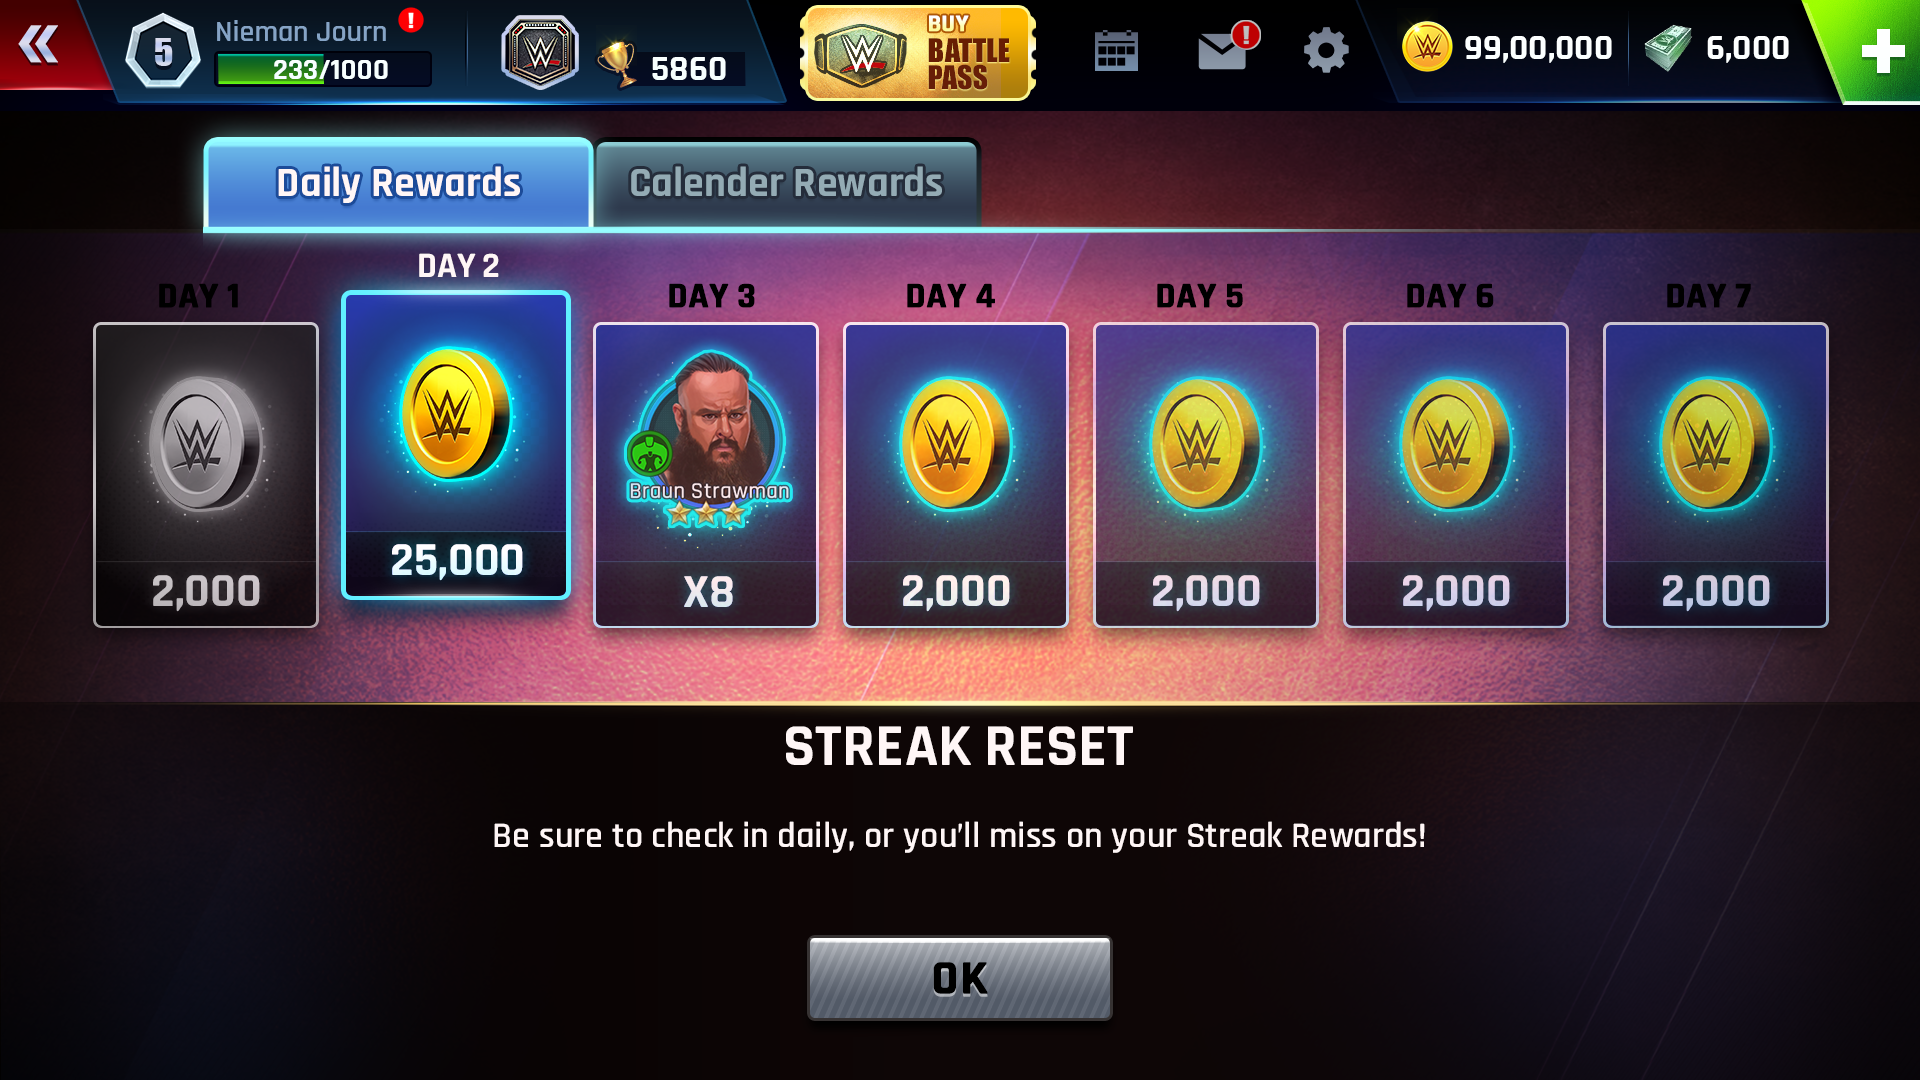 5
Nieman Journ
!
233/1000
W
5860
W
BUY
BATTLE
PASS
!
W
99,00,000
6,000
Daily Rewards
Calender Rewards
DAY 1
W
2,000
DAY 2
W
25,000
DAY 3
Braun Strawman
X8
DAY 4
W
2,000
DAY 5
W
2,000
DAY 6
W
2,000
DAY 7
W
2,000
STREAK RESET
Be sure to check in daily, or you'll miss on your Streak Rewards!
OK